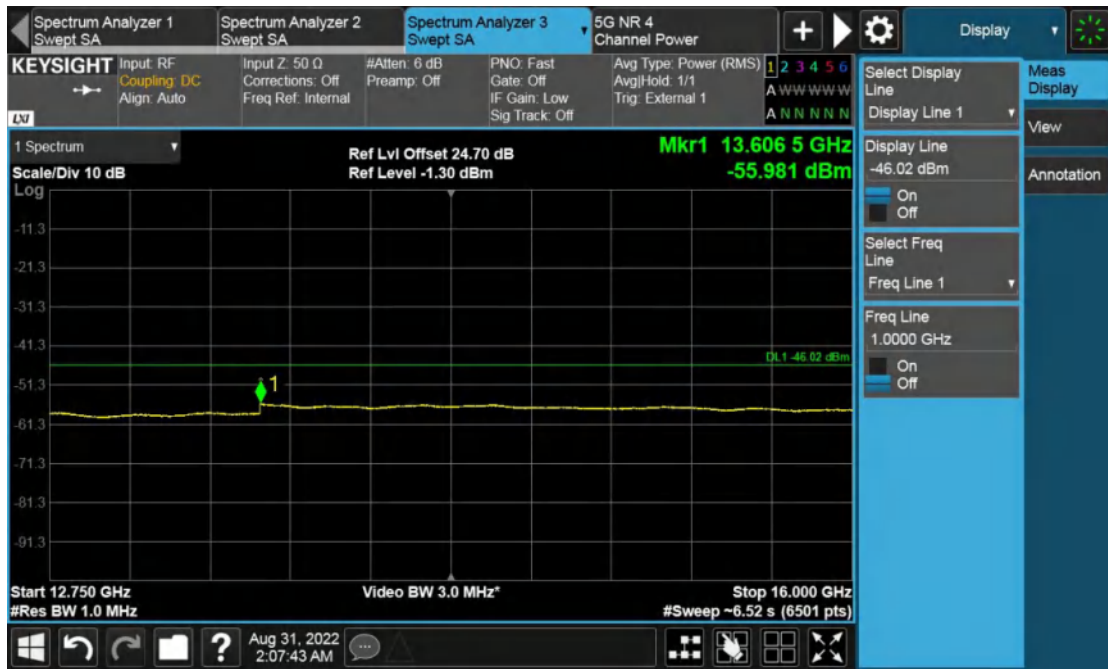 Spectrum Analyzer 1
Swept SA
Spectrum Analyzer 2
Swept SA
Spectrum Analyzer 3
Swept SA
5G NR 4
Channel Power
Display
KEYSIGHT
LXI
Input: RF
Coupling: DC
Align: Auto
Input Z: 50 Ω
Corrections: Off
Freq Ref: Internal
#Atten: 6 dB
Preamp: Off
PNO: Fast
Gate: Off
IF Gain: Low
Sig Track: Off
Avg Type: Power (RMS)
Avg|Hold: 1/1
Trig: External 1
1 2 3 4 5 6
A W W W W W
A N N N N N
1 Spectrum
Scale/Div 10 dB
Log
Ref Lvl Offset 24.70 dB
Ref Level -1.30 dBm
Mkr1 13.606 5 GHz
-55.981 dBm
-11.3
-21.3
-31.3
-41.3
DL1 -46.02 dBm
-51.3
1
-61.3
-71.3
-81.3
-91.3
Start 12.750 GHz
#Res BW 1.0 MHz
Video BW 3.0 MHz*
Stop 16.000 GHz
#Sweep ~6.52 s (6501 pts)
Select Display
Line
Display Line 1
Display Line
-46.02 dBm
On
Off
Select Freq
Line
Freq Line 1
Freq Line
1.0000 GHz
On
Off
Meas
Display
View
Annotation
?
Aug 31, 2022
2:07:43 AM